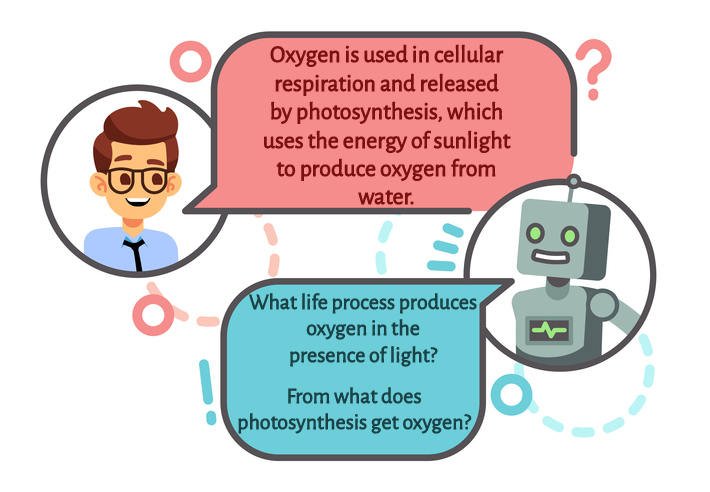 Oxygen is used in cellular
respiration and released
by photosynthesis, which
uses the energy of sunlight
to produce oxygen from
water.
What life process produces
oxygen in the
presence of light?
From what does
photosynthesis get oxygen?